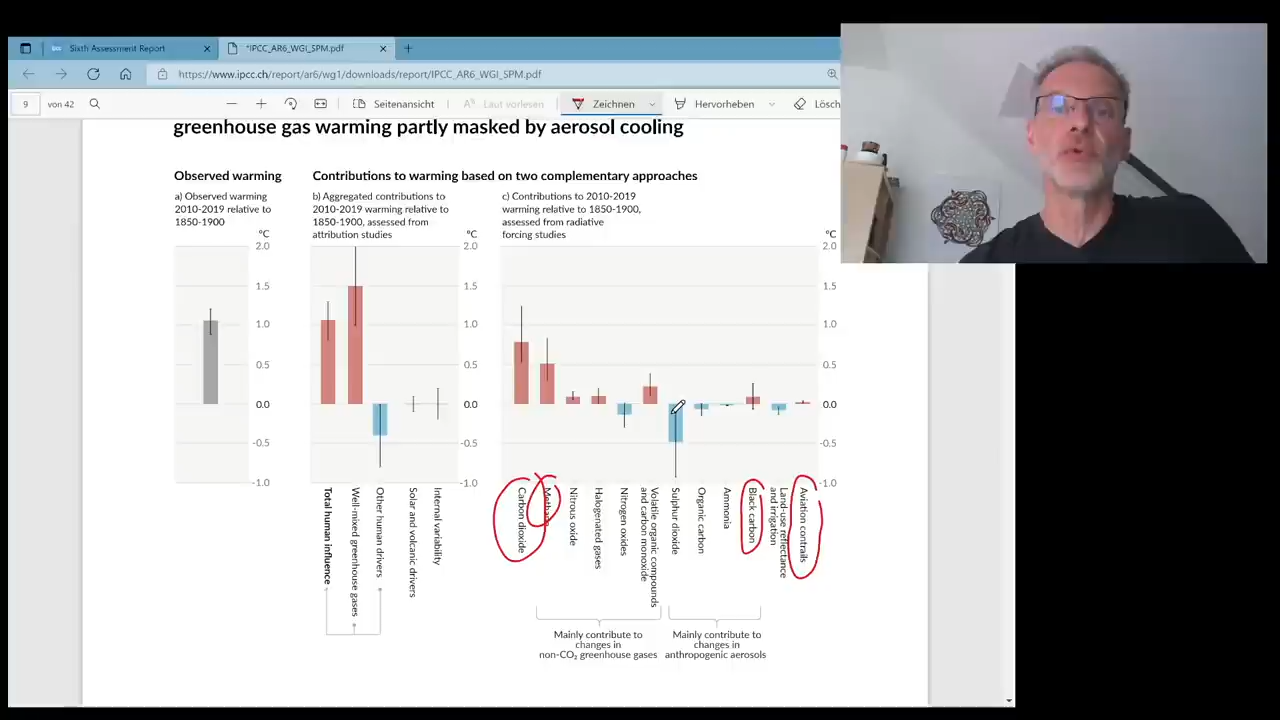 Sixth Assessment Report
*IPCC_AR6_WGI_SPM.pdf
https://www.ipcc.ch/report/ar6/wg1/downloads/report/IPCC_AR6_WGI_SPM.pdf
9 von 42
Seitenansicht
Laut vorlesen
Zeichnen
Hervorheben
Lösch
greenhouse gas warming partly masked by aerosol cooling
Observed warming
Contributions to warming based on two complementary approaches
a) Observed warming
2010-2019 relative to
1850-1900
b) Aggregated contributions to
2010-2019 warming relative to
1850-1900, assessed from
attribution studies
c) Contributions to 2010-2019
warming relative to 1850-1900,
assessed from radiative
forcing studies
°C
2.0
1.5
1.0
0.5
0.0
-0.5
-1.0
°C
2.0
1.5
1.0
0.5
0.0
-0.5
-1.0
°C
2.0
1.5
1.0
0.5
0.0
-0.5
-1.0
Total human influence
Well-mixed greenhouse gases
Other human drivers
Solar and volcanic drivers
Internal variability
Carbon dioxide
Methane
Nitrous oxide
Halogenated gases
Nitrogen oxides
Volatile organic compounds
and carbon monoxide
Sulphur dioxide
Organic carbon
Ammonia
Black carbon
Land-use reflectance
and irrigation
Aviation contrails
Mainly contribute to
changes in
non-CO₂ greenhouse gases
Mainly contribute to
changes in
anthropogenic aerosols